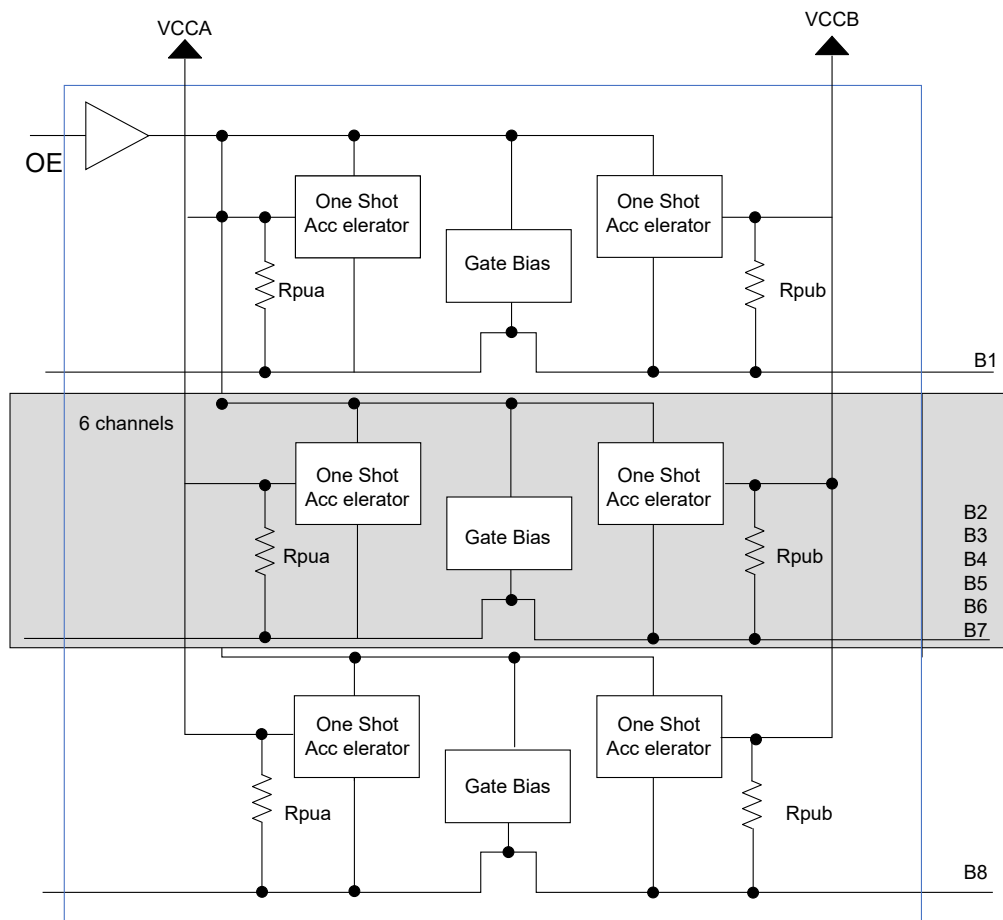 VCCA
VCCB
OE
One Shot
Acc elerator
One Shot
Acc elerator
Gate Bias
Rpua
Rpub
B1
6 channels
One Shot
Acc elerator
One Shot
Acc elerator
Gate Bias
Rpua
Rpub
B2
B3
B4
B5
B6
B7
One Shot
Acc elerator
One Shot
Acc elerator
Gate Bias
Rpua
Rpub
B8